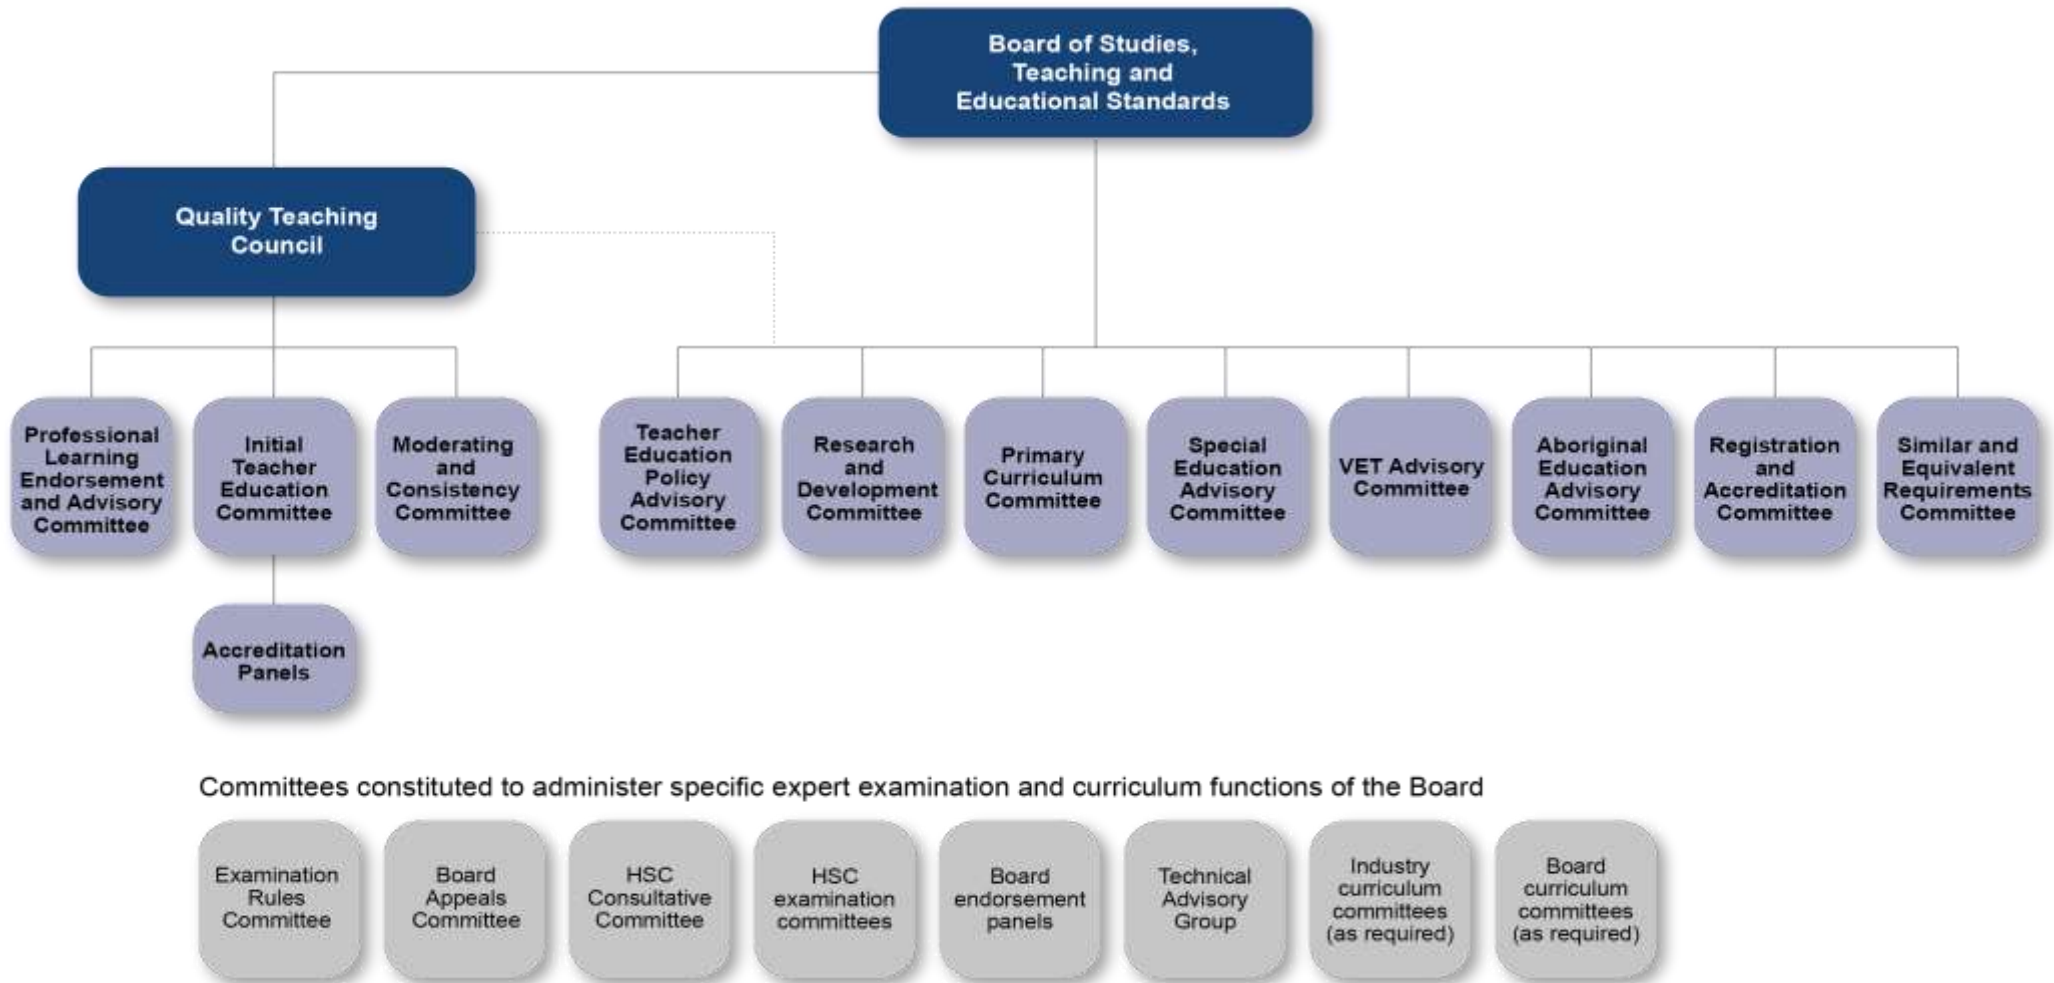 Board of Studies,
Teaching and
Educational Standards
Quality Teaching
Council
Professional
Learning
Endorsement
and Advisory
Committee
Initial
Teacher
Education
Committee
Moderating
and
Consistency
Committee
Teacher
Education
Policy
Advisory
Committee
Research
and
Development
Committee
Primary
Curriculum
Committee
Special
Education
Advisory
Committee
VET Advisory
Committee
Aboriginal
Education
Advisory
Committee
Registration
and
Accreditation
Committee
Similar and
Equivalent
Requirements
Committee
Accreditation
Panels
Committees constituted to administer specific expert examination and curriculum functions of the Board
Examination
Rules
Committee
Board
Appeals
Committee
HSC
Consultative
Committee
HSC
examination
committees
Board
endorsement
panels
Technical
Advisory
Group
Industry
curriculum
committees
(as required)
Board
curriculum
committees
(as required)